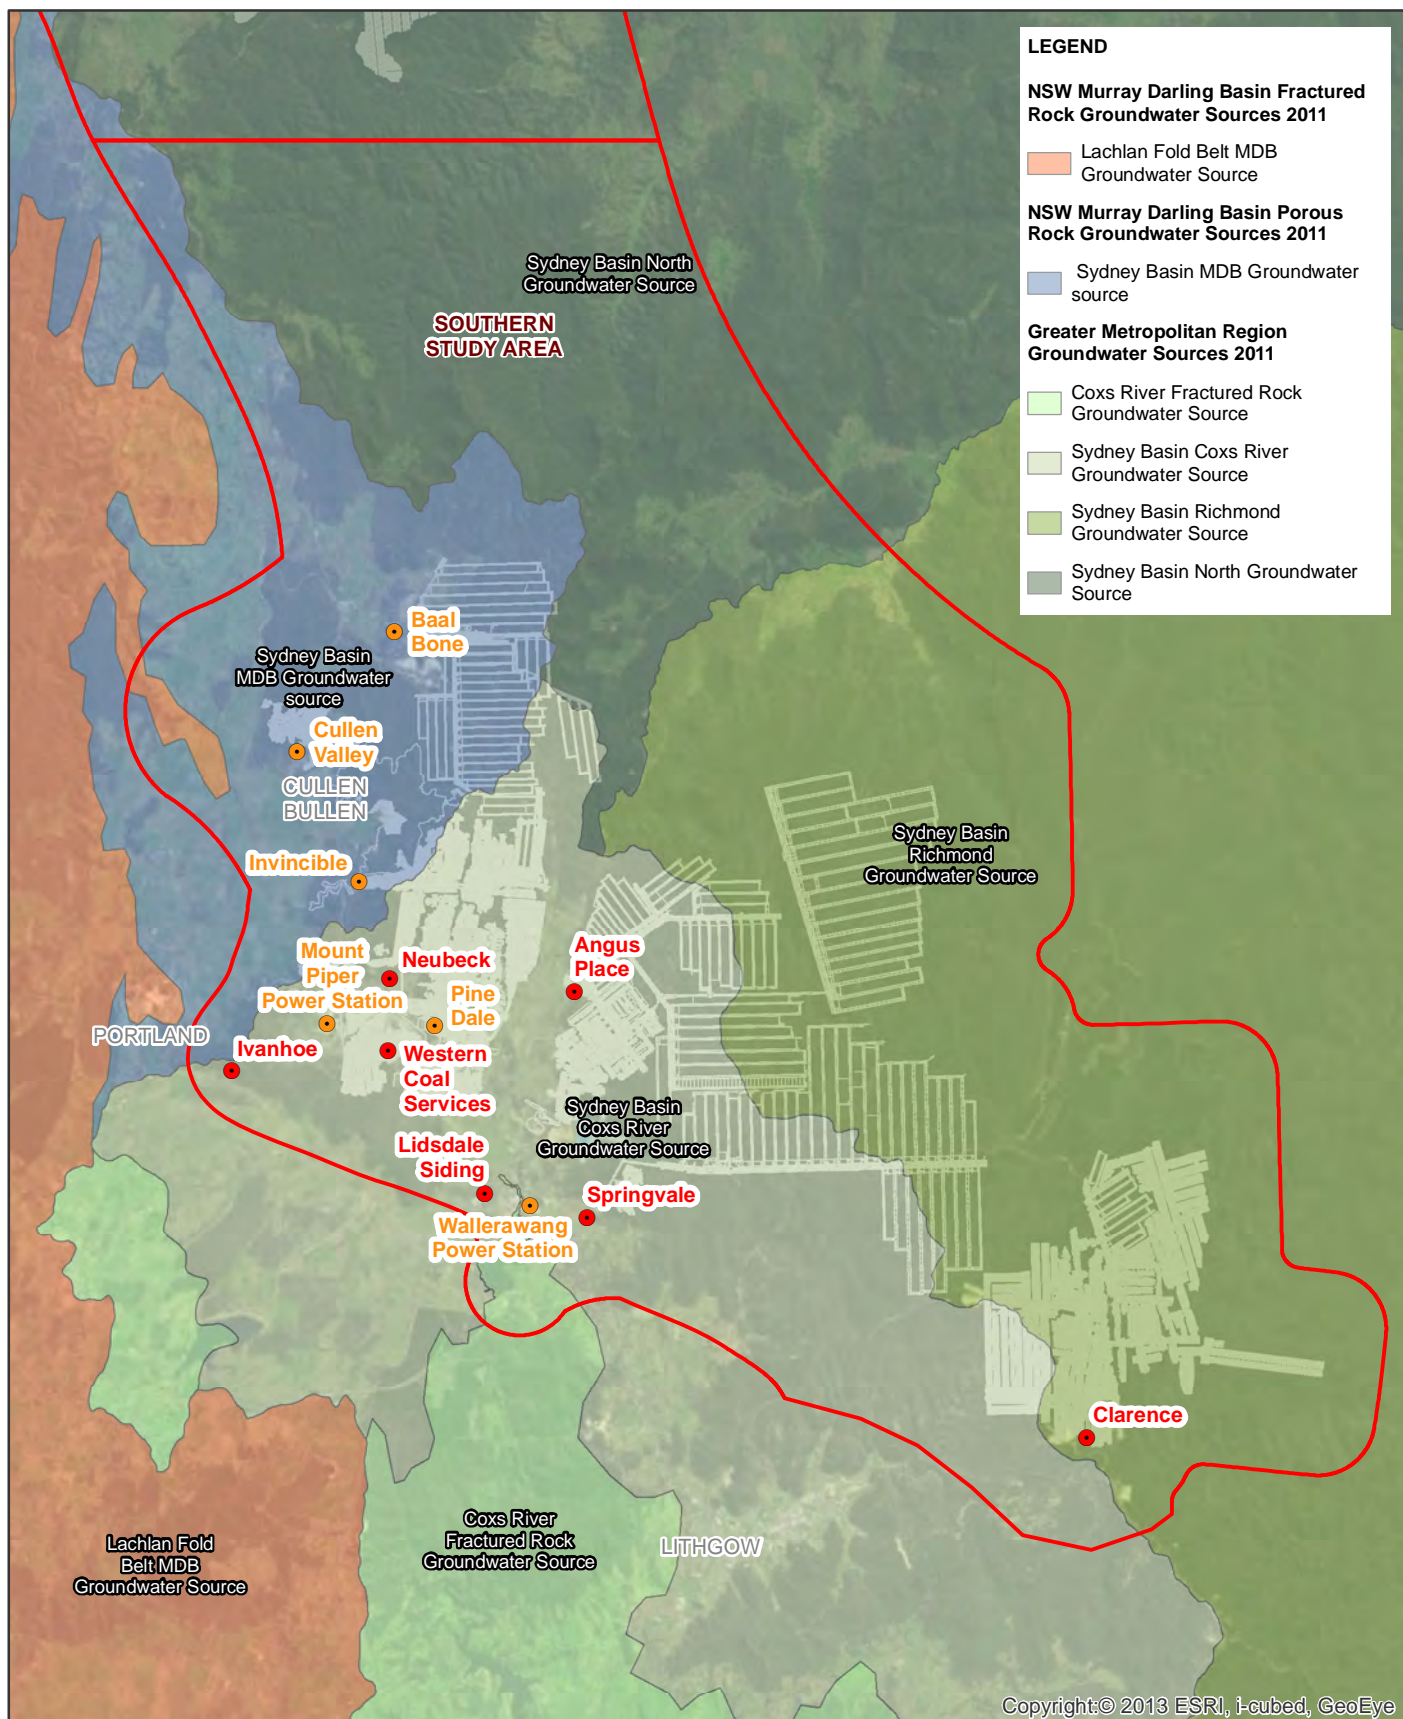 LEGEND
NSW Murray Darling Basin Fractured
Rock Groundwater Sources 2011
Lachlan Fold Belt MDB
Groundwater Source
NSW Murray Darling Basin Porous
Rock Groundwater Sources 2011
Sydney Basin MDB Groundwater
source
Greater Metropolitan Region
Groundwater Sources 2011
Coxs River Fractured Rock
Groundwater Source
Sydney Basin Coxs River
Groundwater Source
Sydney Basin Richmond
Groundwater Source
Sydney Basin North Groundwater
Source
Sydney Basin North
Groundwater Source
SOUTHERN
STUDY AREA
Baal
Bone
Sydney Basin
MDB Groundwater
source
Cullen
Valley
CULLEN
BULLEN
Sydney Basin
Richmond
Groundwater Source
Invincible
Mount
Piper
Power Station
Neubeck
Angus
Place
Pine
Dale
PORTLAND
Ivanhoe
Western
Coal
Services
Sydney Basin
Coxs River
Groundwater Source
Lidsdale
Siding
Springvale
Wallerawang
Power Station
Clarence
Coxs River
Fractured Rock
Groundwater Source
LITHGOW
Lachlan Fold
Belt MDB
Groundwater Source
Copyright:© 2013 ESRI, i-cubed, GeoEye